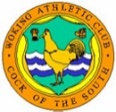 WOKING ATHLETIC CLUB
COCK OF THE SOUTH